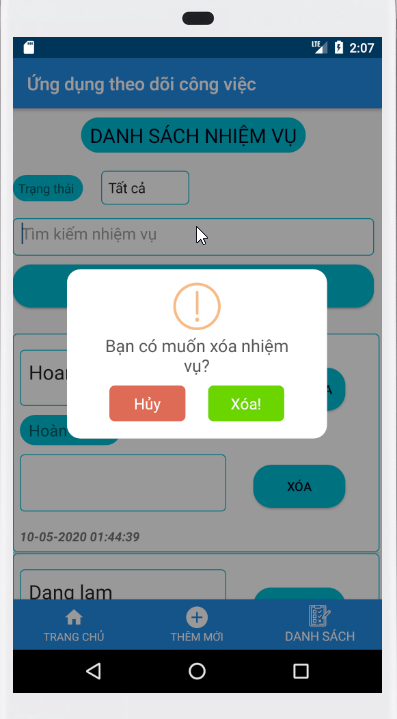 LTE 2:07
Ứng dụng theo dõi công việc
DANH SÁCH NHIỆM VỤ
Trạng thái Tất cả
Tìm kiếm nhiệm vụ
Bạn có muốn xóa nhiệm
vụ?
Hủy Xóa!
XÓA
10-05-2020 01:44:39
Dang lam
TRANG CHỦ THÊM MỚI DANH SÁCH